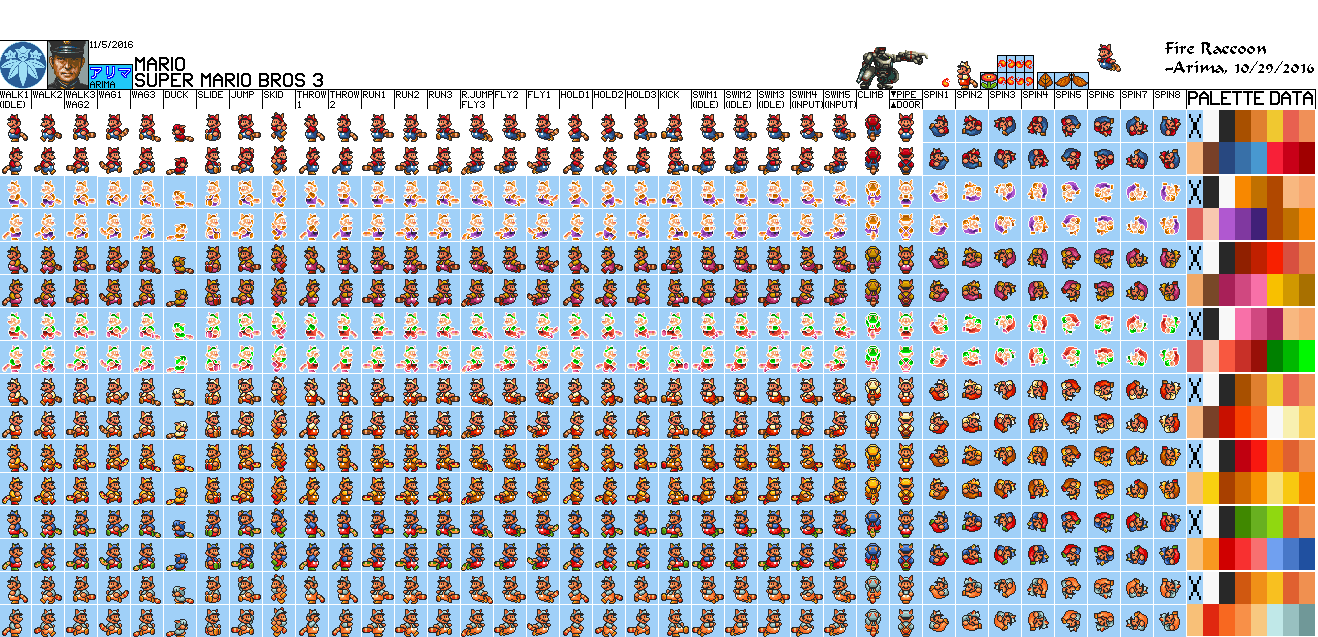 11/5/2016
アリマ
ARIMA
MARIO
SUPER MARIO BROS 3
Fire Raccoon
~Arima, 10/29/2016
WALK1 (IDLE) WALK2 WALK3 WAG2 WAG1 WAG3 DUCK SLIDE JUMP SKID THROW 1 THROW 2 RUN1 RUN2 RUN3 R.JUMP FLY3 FLY2 FLY1 HOLD1 HOLD2 HOLD3 KICK SWIM1 (IDLE) SWIM2 (IDLE) SWIM3 (IDLE) SWIM4 (INPUT) SWIM5 (INPUT) CLIMB ▼PIPE ▲DOOR SPIN1 SPIN2 SPIN3 SPIN4 SPIN5 SPIN6 SPIN7 SPIN8 PALETTE DATA
X
X
X
X
X
X
X
X